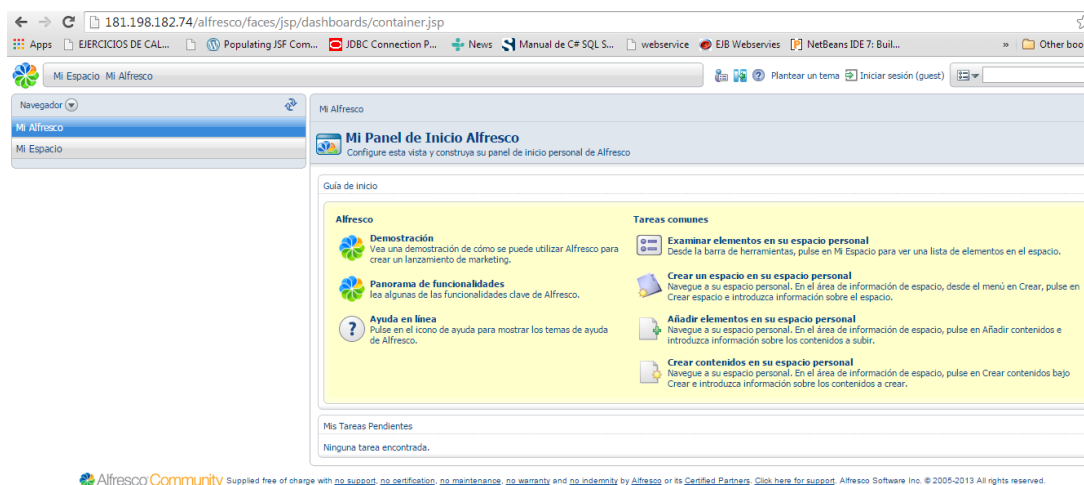 181.198.182.74/alfresco/faces/jsp/dashboards/container.jsp
Apps EJERCICIOS DE CAL... Populating JSF Com... JDBC Connection P... News Manual de C# SQL S... webservice EJB Webservies NetBeans IDE 7: Buil... » Other boo
Mi Espacio Mi Alfresco
Plantear un tema Iniciar sesión (guest)
Navegador
Mi Alfresco
Mi Espacio
Mi Alfresco
Mi Panel de Inicio Alfresco
Configure esta vista y construya su panel de inicio personal de Alfresco
Guía de inicio
Alfresco
Demostración
Vea una demostración de cómo se puede utilizar Alfresco para
crear un lanzamiento de marketing.
Panorama de funcionalidades
lea algunas de las funcionalidades clave de Alfresco.
Ayuda en línea
Pulse en el icono de ayuda para mostrar los temas de ayuda
de Alfresco.
Tareas comunes
Examinar elementos en su espacio personal
Desde la barra de herramientas, pulse en Mi Espacio para ver una lista de elementos en el espacio.
Crear un espacio en su espacio personal
Navegue a su espacio personal. En el área de información de espacio, desde el menú en Crear, pulse en
Crear espacio e introduzca información sobre el espacio.
Añadir elementos en su espacio personal
Navegue a su espacio personal. En el área de información de espacio, pulse en Añadir contenidos e
introduzca información sobre los contenidos a subir.
Crear contenidos en su espacio personal
Navegue a su espacio personal. En el área de información de espacio, pulse en Crear contenidos bajo
Crear e introduzca información sobre los contenidos a crear.
Mis Tareas Pendientes
Ninguna tarea encontrada.
Alfresco Community Supplied free of charge with no support, no certification, no maintenance, no warranty and no indemnity by Alfresco or its Certified Partners. Click here for support. Alfresco Software Inc. © 2005-2013 All rights reserved.